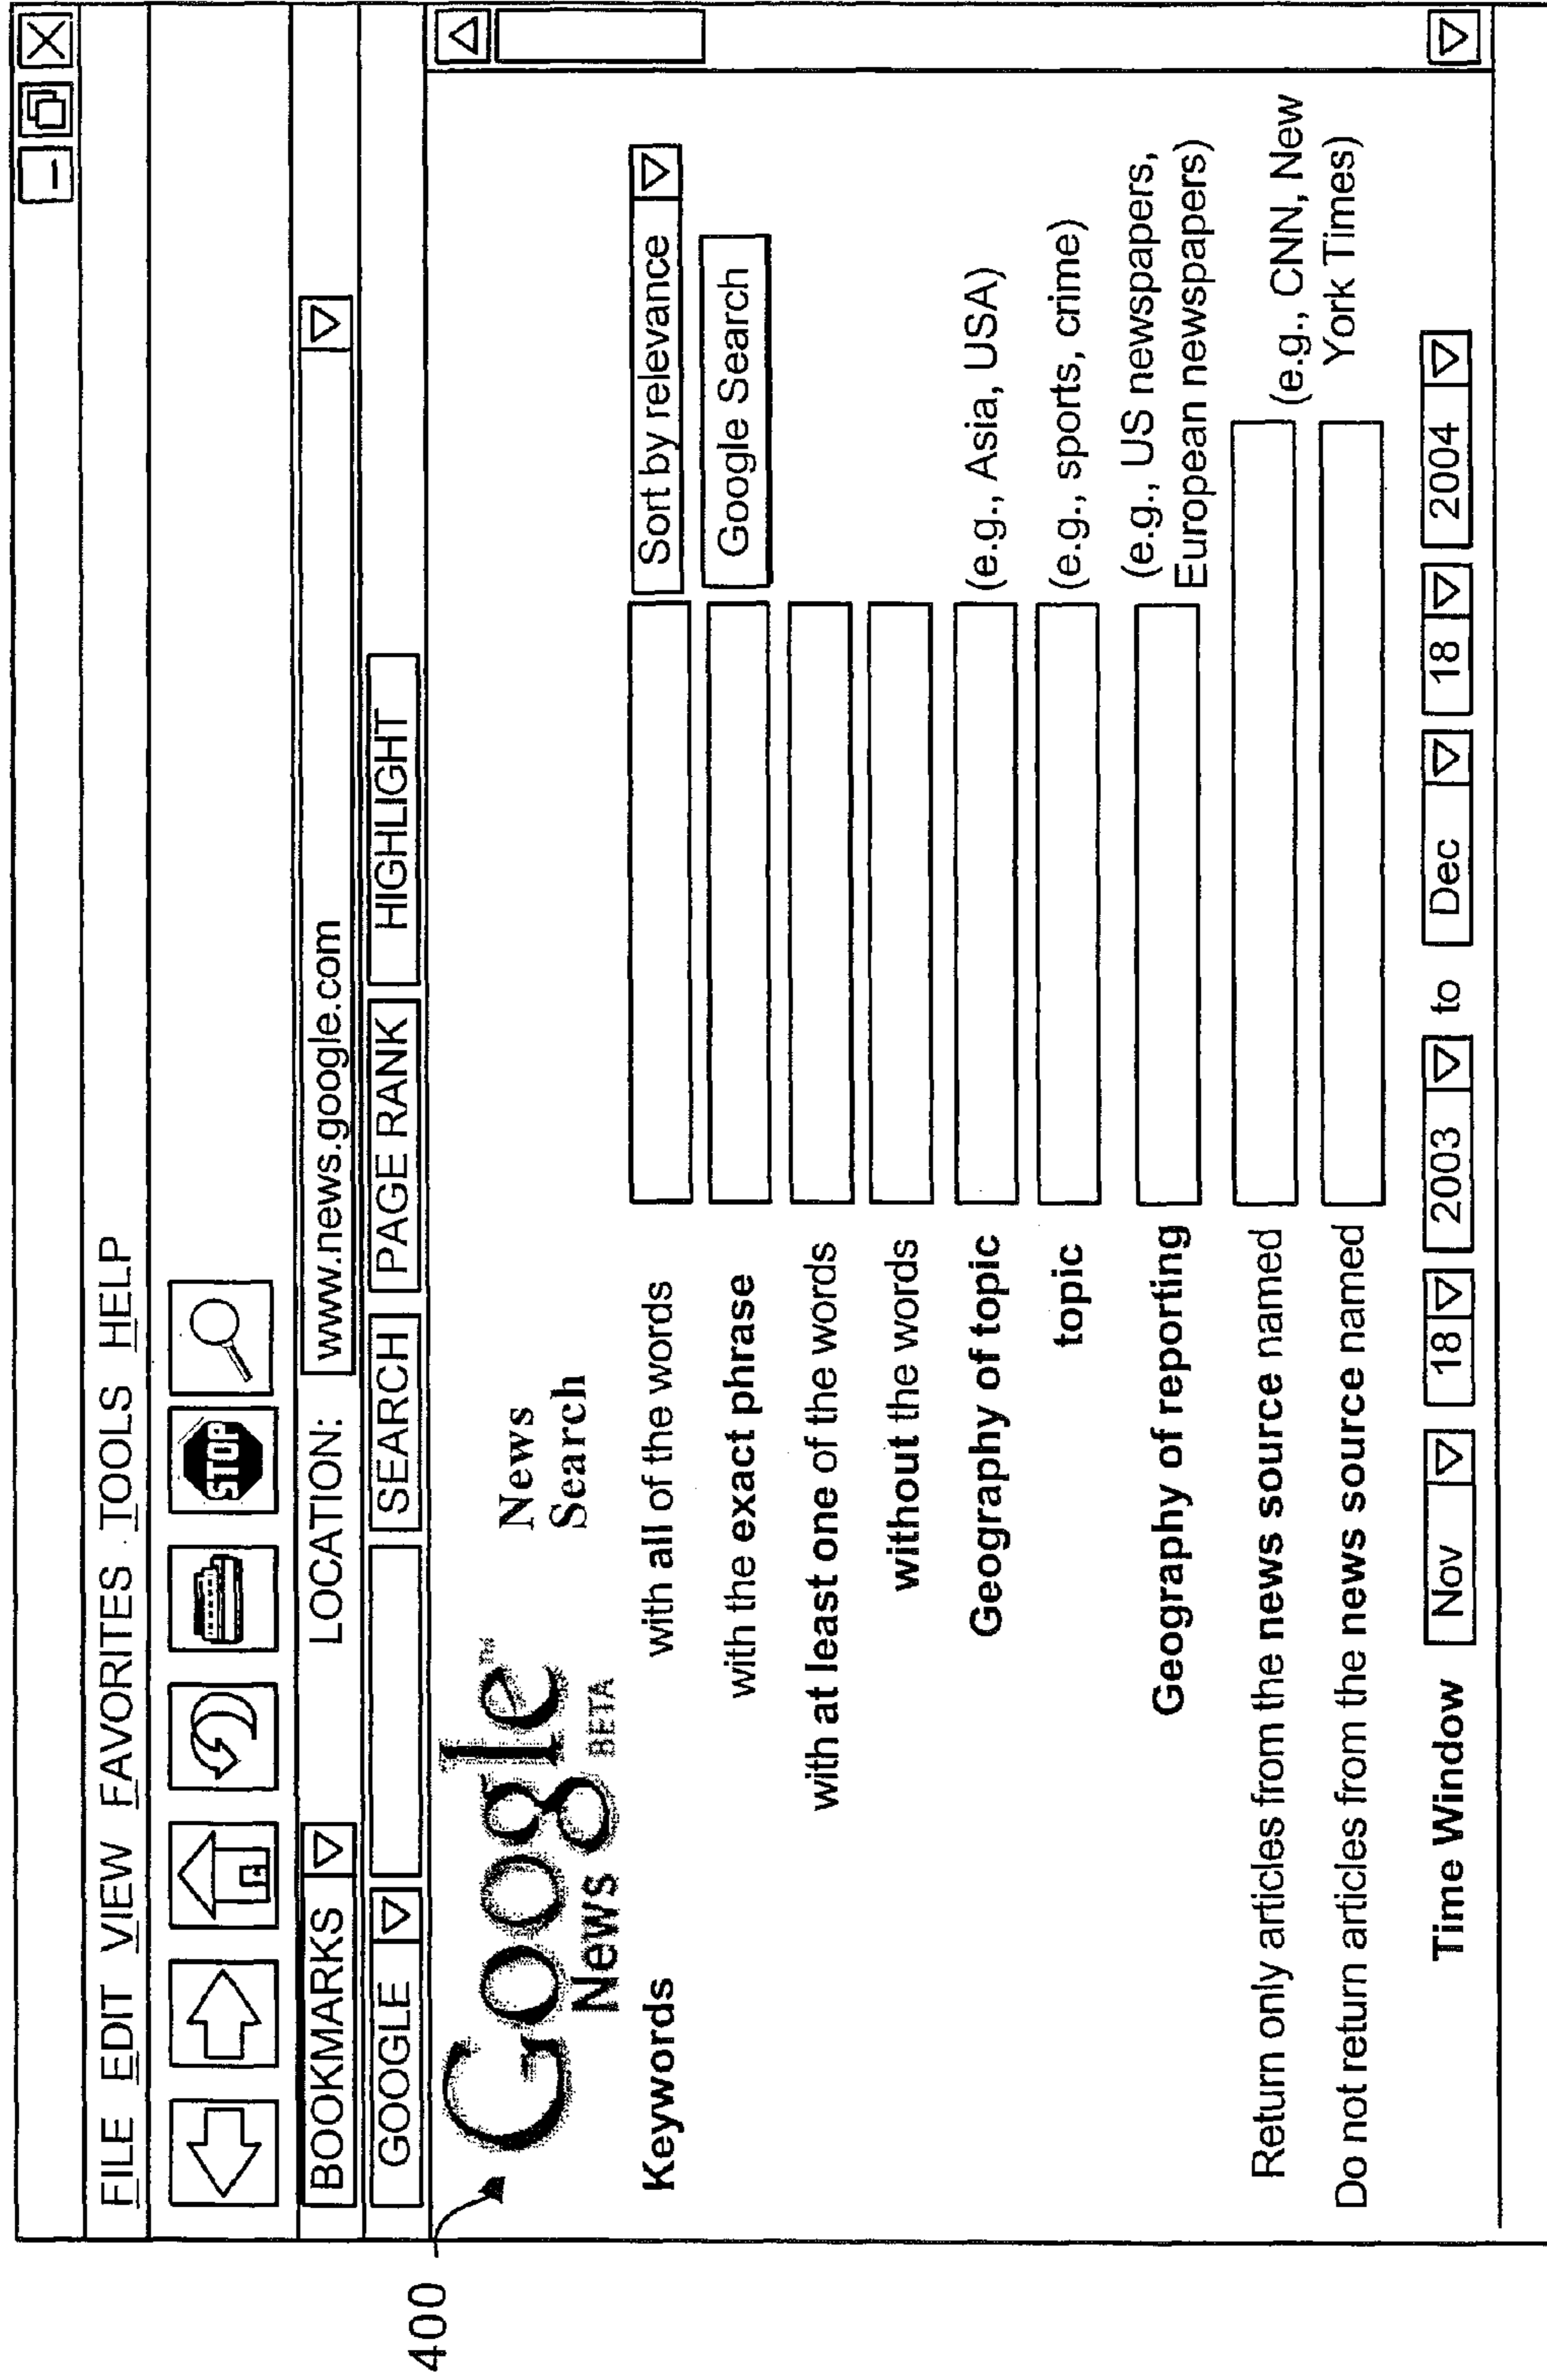 FILE EDIT VIEW FAVORITES TOOLS HELP
STOP
BOOKMARKS LOCATION: www.news.google.com
GOOGLE SEARCH PAGE RANK HIGHLIGHT
400
Google™
News BETA
News
Search
Keywords with all of the words Sort by relevance
with the exact phrase Google Search
with at least one of the words
without the words
Geography of topic (e.g., Asia, USA)
topic (e.g., sports, crime)
Geography of reporting (e.g., US newspapers,
European newspapers)
Return only articles from the news source named (e.g., CNN, New
Do not return articles from the news source named York Times)
Time Window Nov 18 2003 to Dec 18 2004